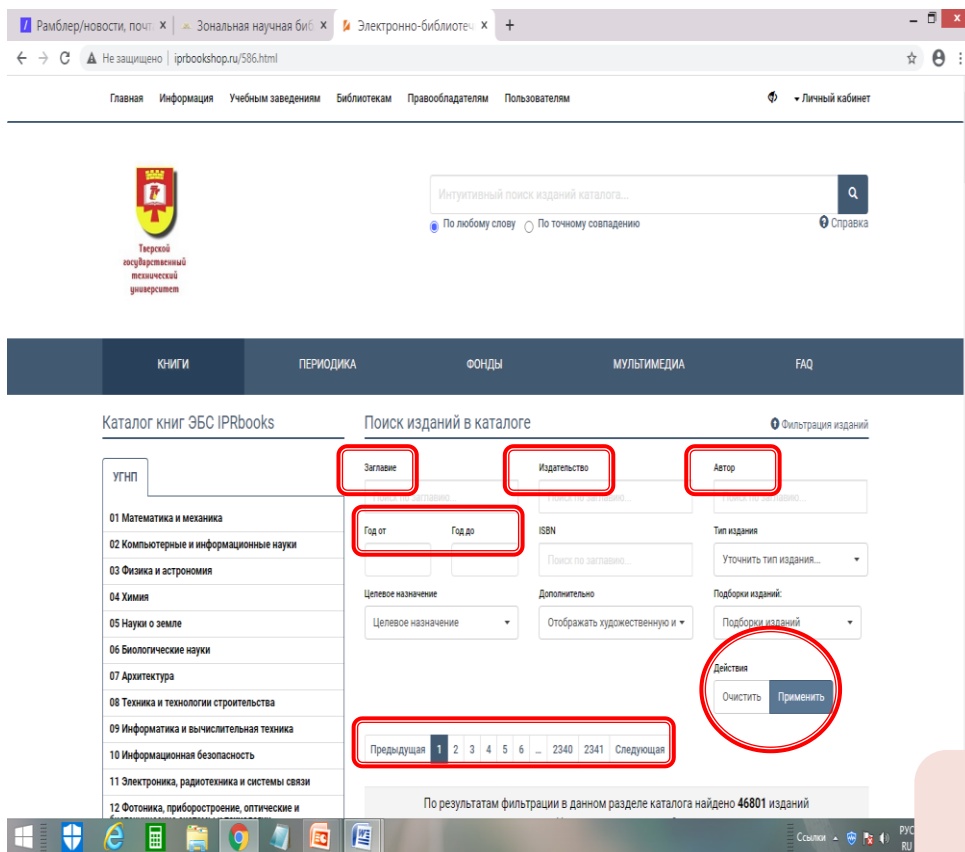 Рамблер/новости, почт
Зональная научная биб
Электронно-библиотеч
Не защищено | iprbookshop.ru/586.html
Главная Информация Учебным заведениям Библиотекам Правообладателям Пользователям Личный кабинет
Тверской
государственный
технический
университет
Интуитивный поиск изданий каталога...
По любому слову По точному совпадению Справка
КНИГИ ПЕРИОДИКА ФОНДЫ МУЛЬТИМЕДИА FAQ
Каталог книг ЭБС IPRbooks
УГНП
01 Математика и механика
02 Компьютерные и информационные науки
03 Физика и астрономия
04 Химия
05 Науки о земле
06 Биологические науки
07 Архитектура
08 Техника и технологии строительства
09 Информатика и вычислительная техника
10 Информационная безопасность
11 Электроника, радиотехника и системы связи
12 Фотоника, приборостроение, оптические и
Поиск изданий в каталоге Фильтрация изданий
Заглавие Издательство Автор
Поиск по заглавию... Поиск по заглавию... Поиск по заглавию...
Год от Год до ISBN Тип издания
Поиск по заглавию... Уточнить тип издания...
Целевое назначение Дополнительно Подборки изданий:
Целевое назначение Отображать художественную и Подборки изданий
Действия
Очистить Применить
Предыдущая 1 2 3 4 5 6 ... 2340 2341 Следующая
По результатам фильтрации в данном разделе каталога найдено 46801 изданий
Ссылки РУС
RU